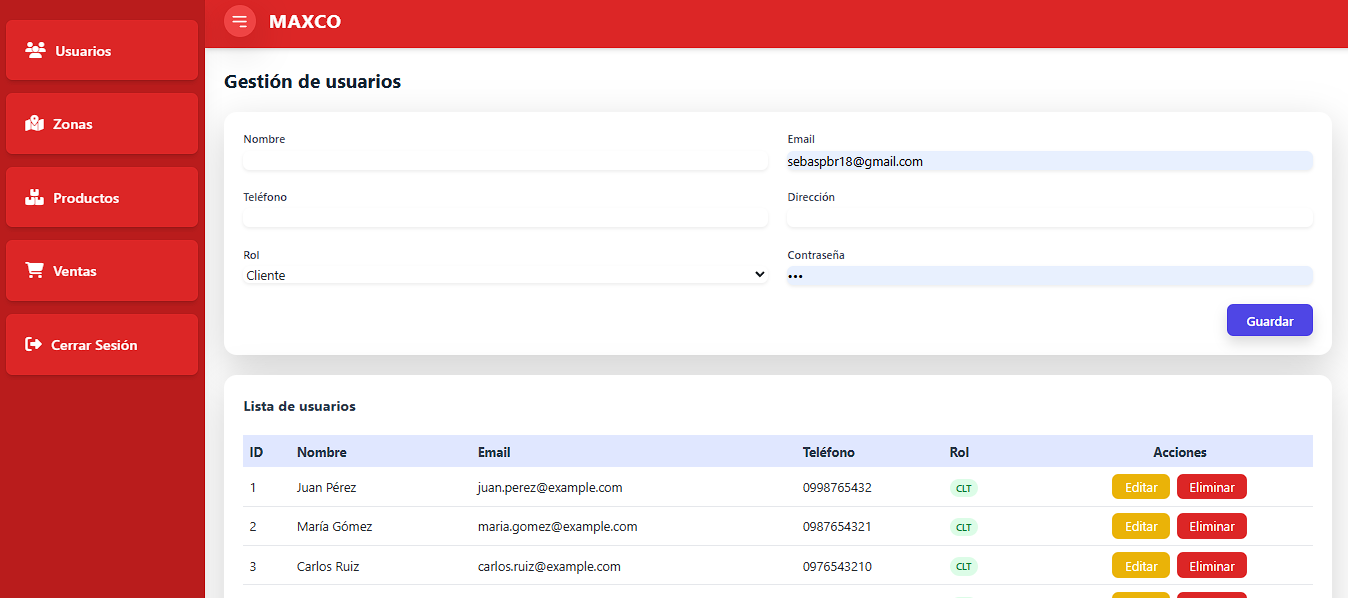 MAXCO
Usuarios
Zonas
Productos
Ventas
Cerrar Sesión
Gestión de usuarios
Nombre
Email
sebaspbr18@gmail.com
Teléfono
Dirección
Rol
Cliente
Contraseña
•••
Guardar
Lista de usuarios
ID Nombre Email Teléfono Rol Acciones
1 Juan Pérez juan.perez@example.com 0998765432 CLT Editar Eliminar
2 María Gómez maria.gomez@example.com 0987654321 CLT Editar Eliminar
3 Carlos Ruiz carlos.ruiz@example.com 0976543210 CLT Editar Eliminar